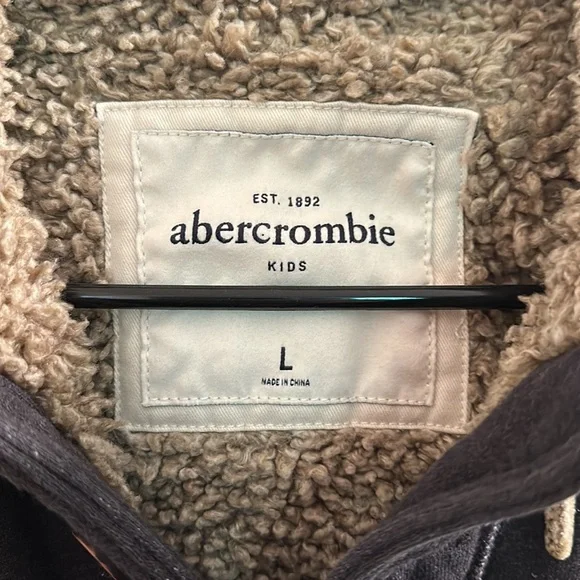 EST. 1892
abercrombie
KIDS
L
MADE IN CHINA